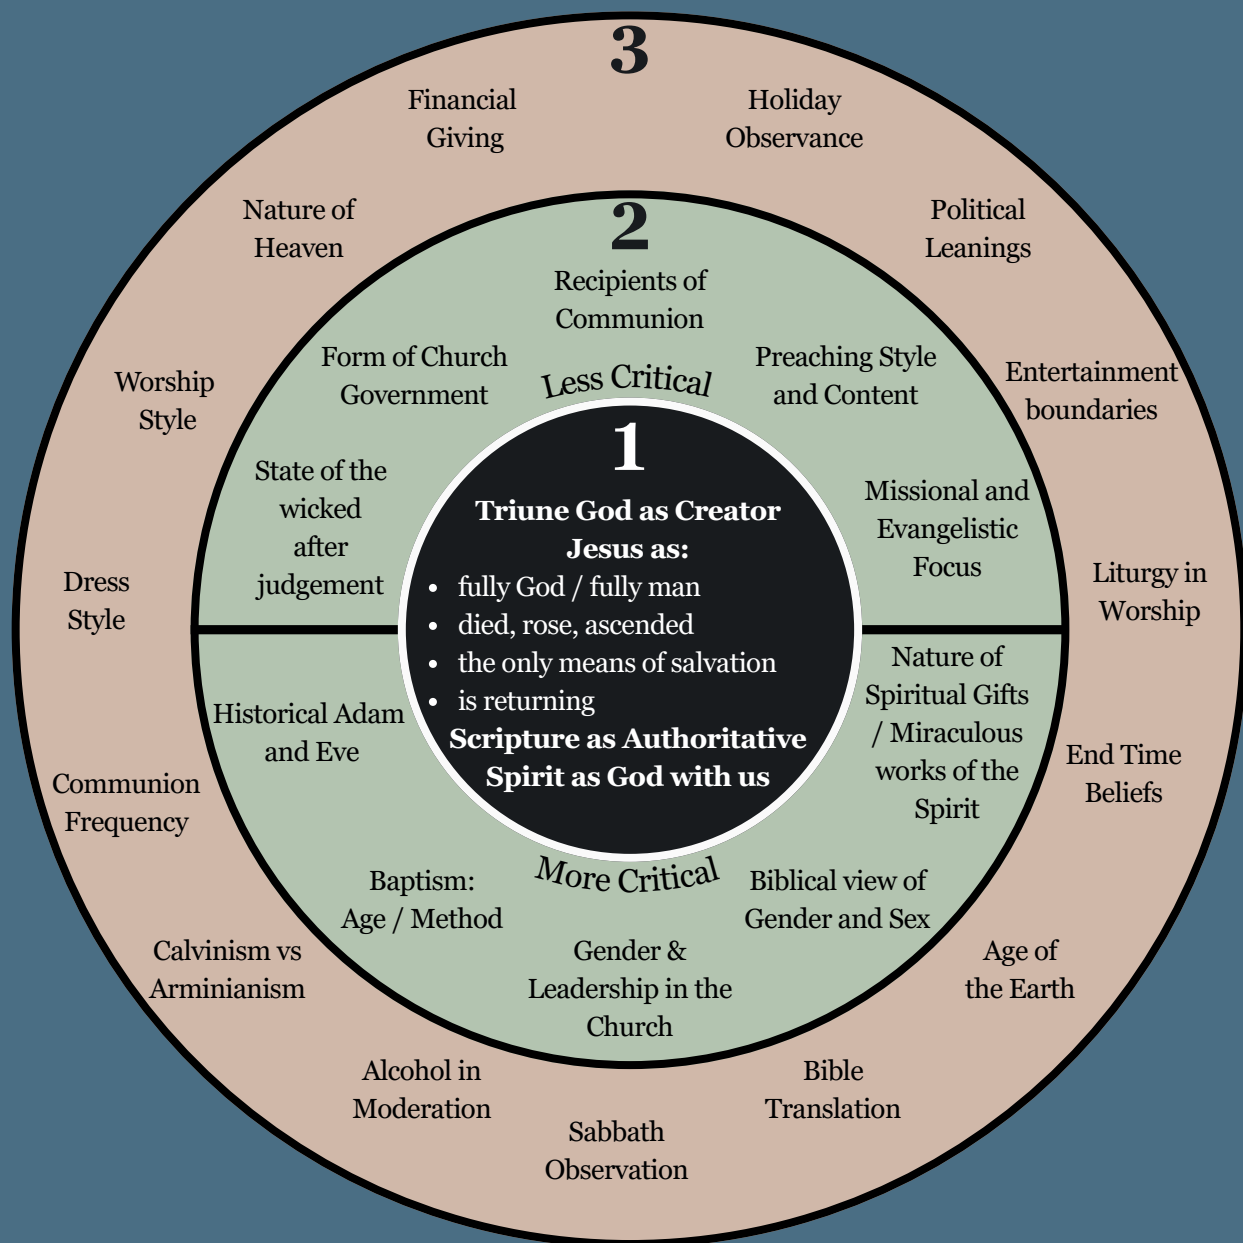 3
Financial
Giving
Holiday
Observance
Nature of
Heaven
Political
Leanings
2
Recipients of
Communion
Form of Church
Government
Less Critical
Preaching Style
and Content
Worship
Style
Entertainment
boundaries
1
Triune God as Creator
Jesus as:
• fully God / fully man
• died, rose, ascended
• the only means of salvation
• is returning
Scripture as Authoritative
Spirit as God with us
State of the
wicked
after
judgement
Missional and
Evangelistic
Focus
Dress
Style
Liturgy in
Worship
Historical Adam
and Eve
Nature of
Spiritual Gifts
/ Miraculous
works of the
Spirit
Communion
Frequency
End Time
Beliefs
Baptism:
Age / Method
More Critical
Biblical view of
Gender and Sex
Gender &
Leadership in the
Church
Calvinism vs
Arminianism
Age of
the Earth
Alcohol in
Moderation
Bible
Translation
Sabbath
Observation